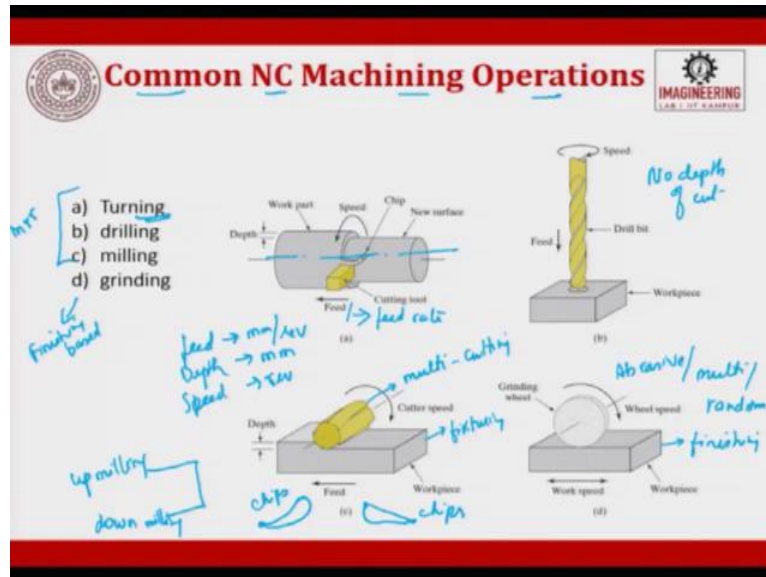 Common NC Machining Operations
IMAGINEERING
LAB | IIT KANPUR
a) Turning
b) drilling
c) milling
d) grinding
Finishing
based
Work part
Speed
Chip
New surface
Depth
Feed
Cutting tool
→ feed rate
(a)
Speed
No depth
of cut
Feed
Drill bit
Workpiece
(b)
feed → mm/rev
Depth → mm
Speed → rev
multi-cutting
Depth
Cutter speed
fixturing
Feed
Workpiece
(c)
up milling
down milling
chips
chips
Abrasive/
multi/
random
Grinding
wheel
Wheel speed
finishing
Work speed
Workpiece
(d)